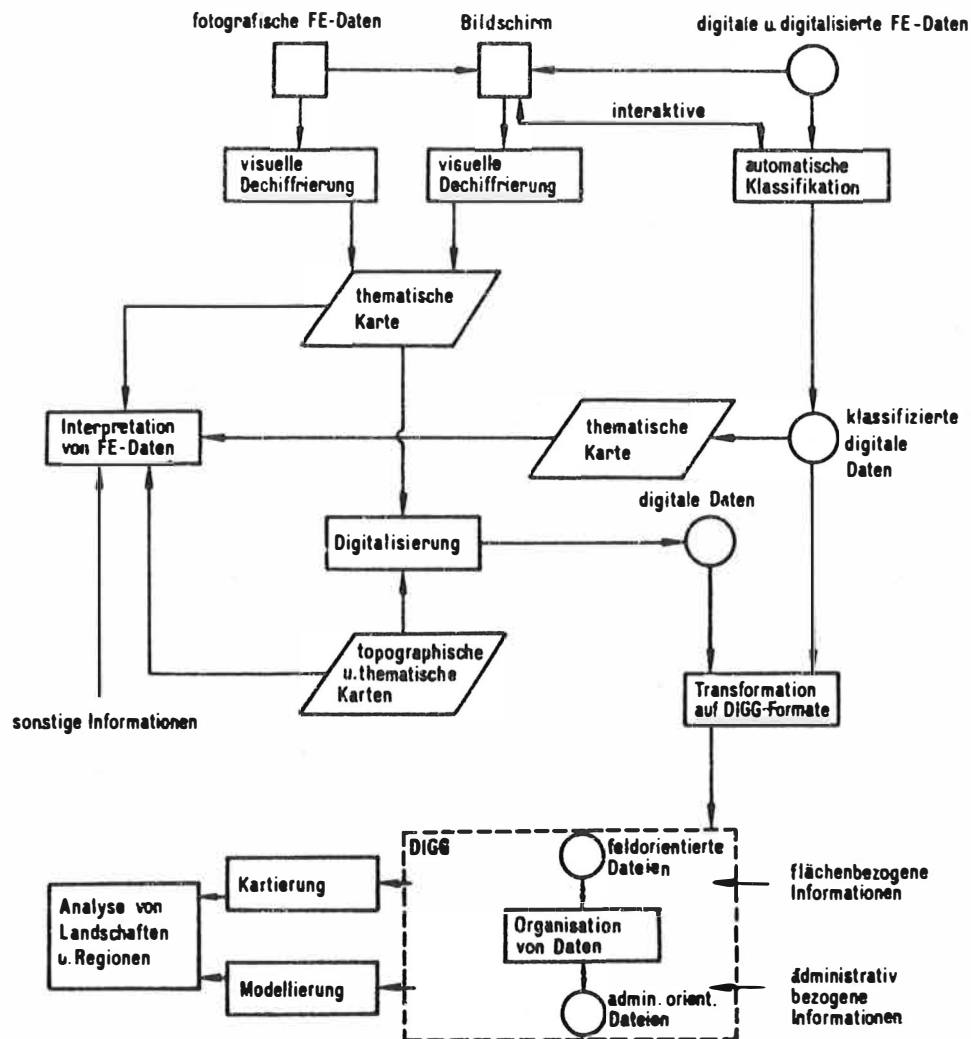 fotografische FE-Daten
Bildschirm
digitale u. digitalisierte FE-Daten
interaktive
visuelle
Dechiffrierung
visuelle
Dechiffrierung
automatische
Klassifikation
thematische
Karte
Interpretation
von FE-Daten
thematische
Karte
klassifizierte
digitale
Daten
digitale Daten
Digitalisierung
topographische
u. thematische
Karten
Transformation
auf DIGG-Formate
sonstige Informationen
DIGG
feldorientierte
Dateien
Kartierung
flächenbezogene
Informationen
Analyse von
Landschaften
u. Regionen
Organisation
von Daten
Modellierung
admin. orient.
Dateien
administrativ
bezogene
Informationen